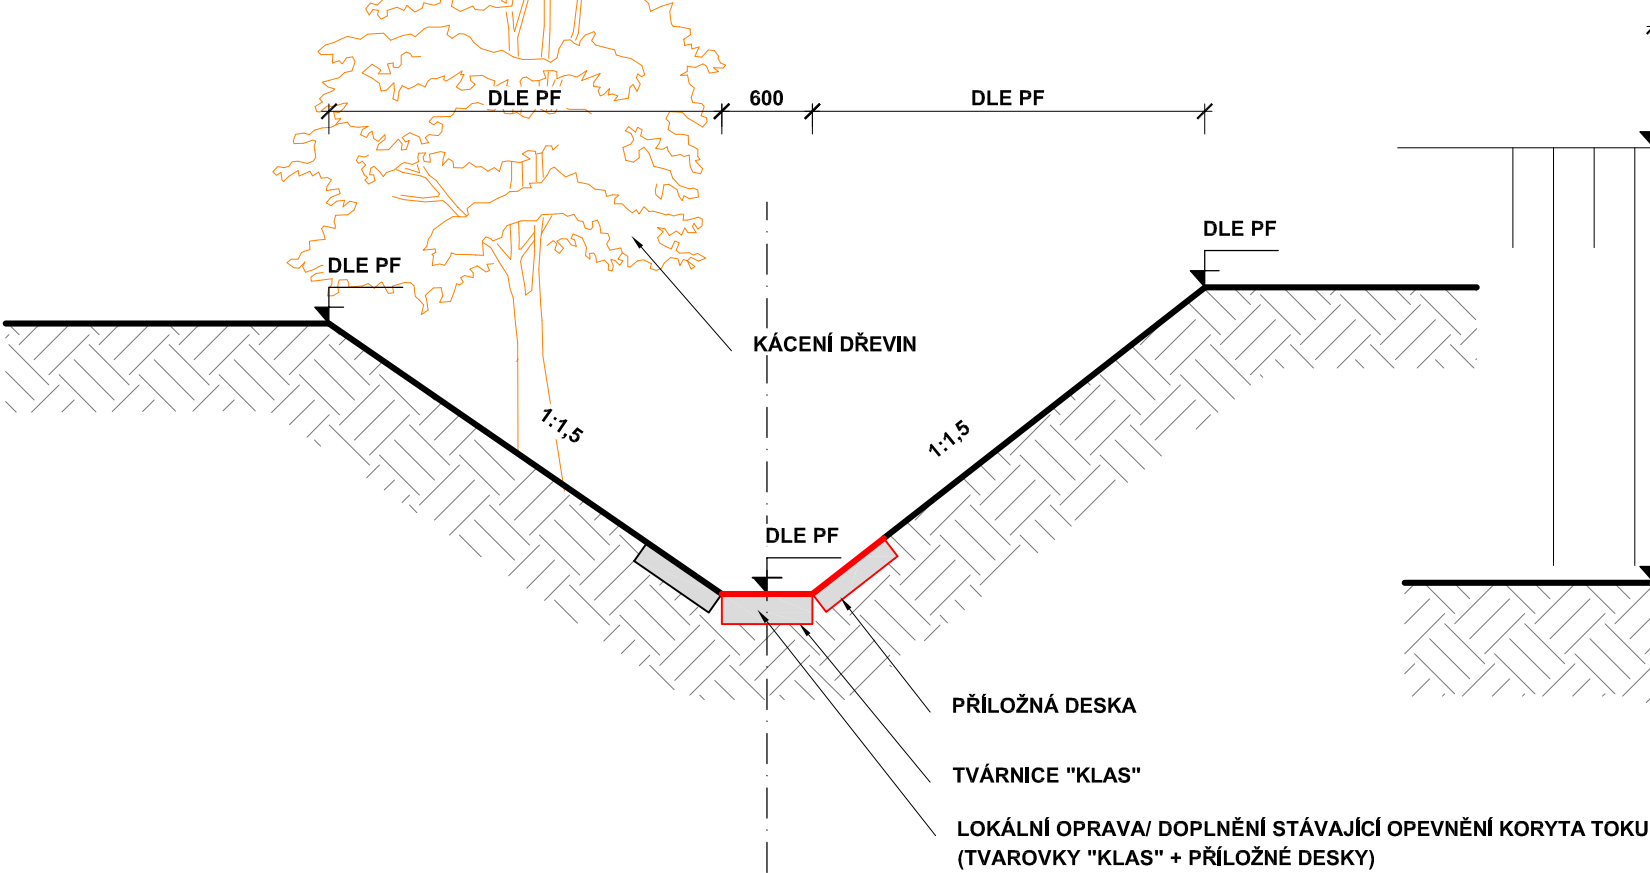 DLE PF
600
DLE PF
DLE PF
DLE PF
KÁCENÍ DŘEVIN
1:1,5
1:1,5
DLE PF
PŘÍLOŽNÁ DESKA
TVÁRNICE "KLAS"
LOKÁLNÍ OPRAVA/ DOPLNĚNÍ STÁVAJÍCÍ OPEVNĚNÍ KORYTA TOKU
(TVAROVKY "KLAS" + PŘÍLOŽNÉ DESKY)